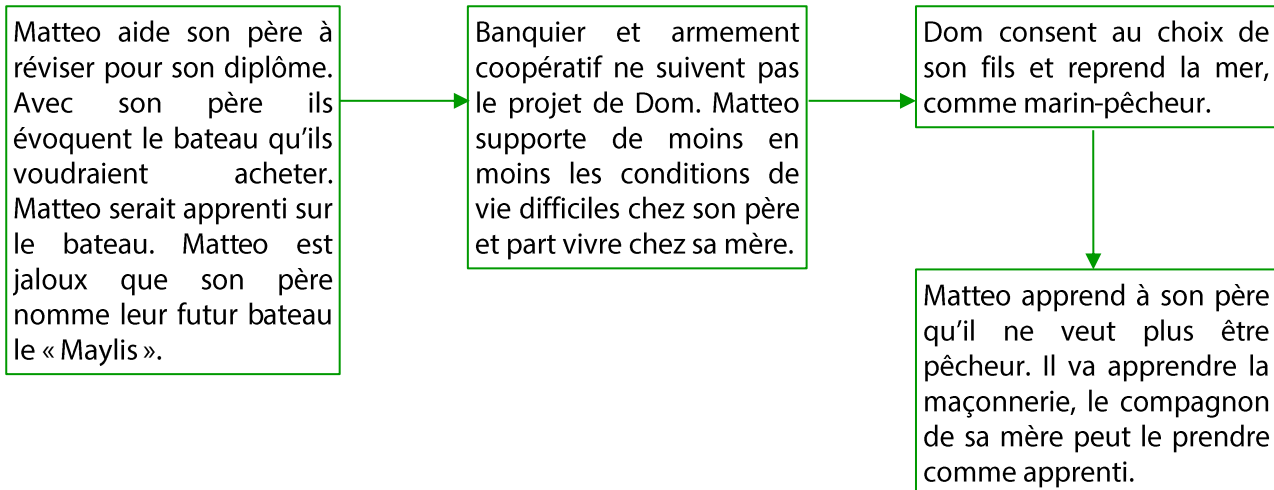 Matteo aide son père à
réviser pour son diplôme.
Avec son père ils
évoquent le bateau qu'ils
voudraient acheter.
Matteo serait apprenti sur
le bateau. Matteo est
jaloux que son père
nomme leur futur bateau
le « Maylis ».
Banquier et armement
coopératif ne suivent pas
le projet de Dom. Matteo
supporte de moins en
moins les conditions de
vie difficiles chez son père
et part vivre chez sa mère.
Dom consent au choix de
son fils et reprend la mer,
comme marin-pêcheur.
Matteo apprend à son père
qu'il ne veut plus être
pêcheur. Il va apprendre la
maçonnerie, le compagnon
de sa mère peut le prendre
comme apprenti.